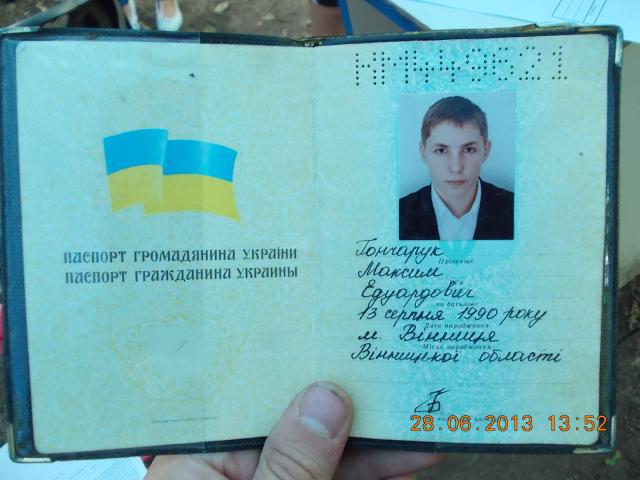 ПАСПОРТ ГРОМАДЯНИНА УКРАЇНИ
ПАСПОРТ ГРАЖДАНИНА УКРАИНЫ
НМ449621
Гончарук
Прізвище
Максим
Едуардович
по батькові
13 серпня 1990 року
Дата народження
м. Вінниця
Місце народження
Вінницької області
28.06.2013 13:52